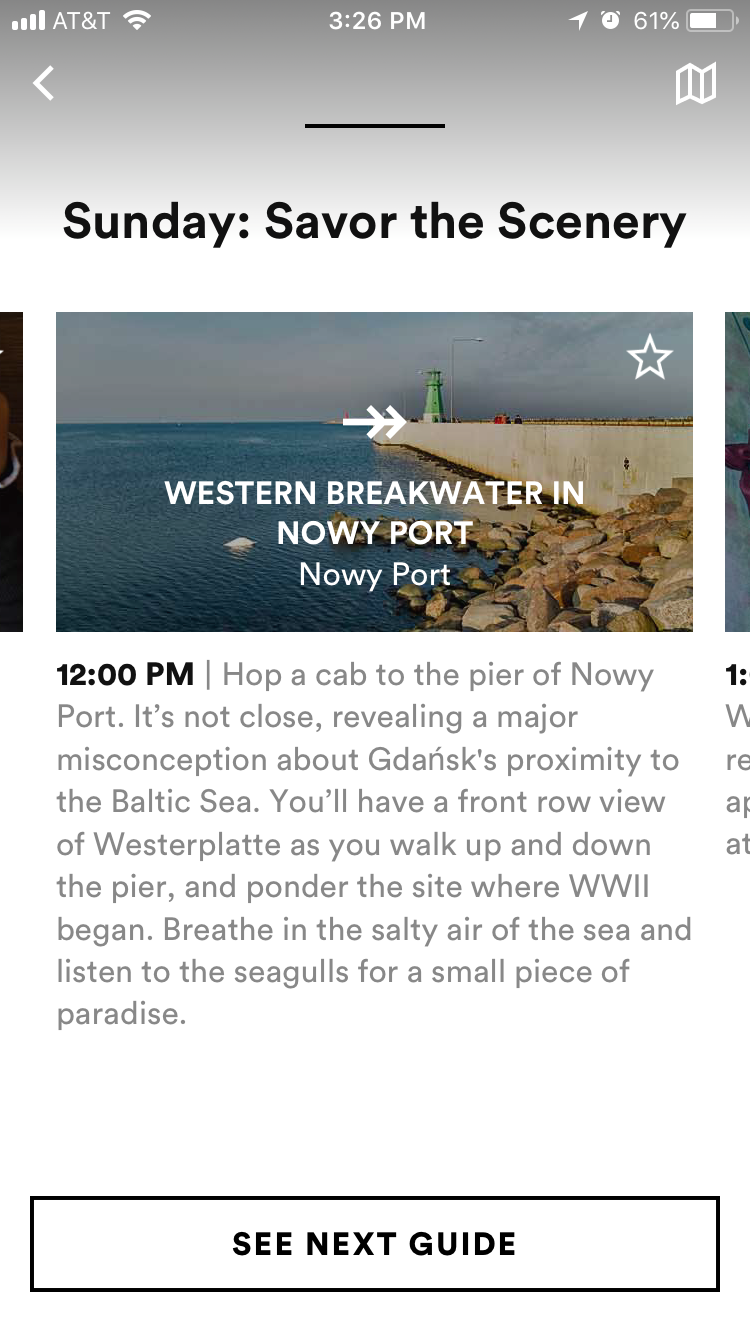 AT&T 3:26 PM 61%
Sunday: Savor the Scenery
WESTERN BREAKWATER IN
NOWY PORT
Nowy Port
12:00 PM | Hop a cab to the pier of Nowy
Port. It’s not close, revealing a major
misconception about Gdańsk's proximity to
the Baltic Sea. You’ll have a front row view
of Westerplatte as you walk up and down
the pier, and ponder the site where WWII
began. Breathe in the salty air of the sea and
listen to the seagulls for a small piece of
paradise.
1:
W
re
ap
at
SEE NEXT GUIDE